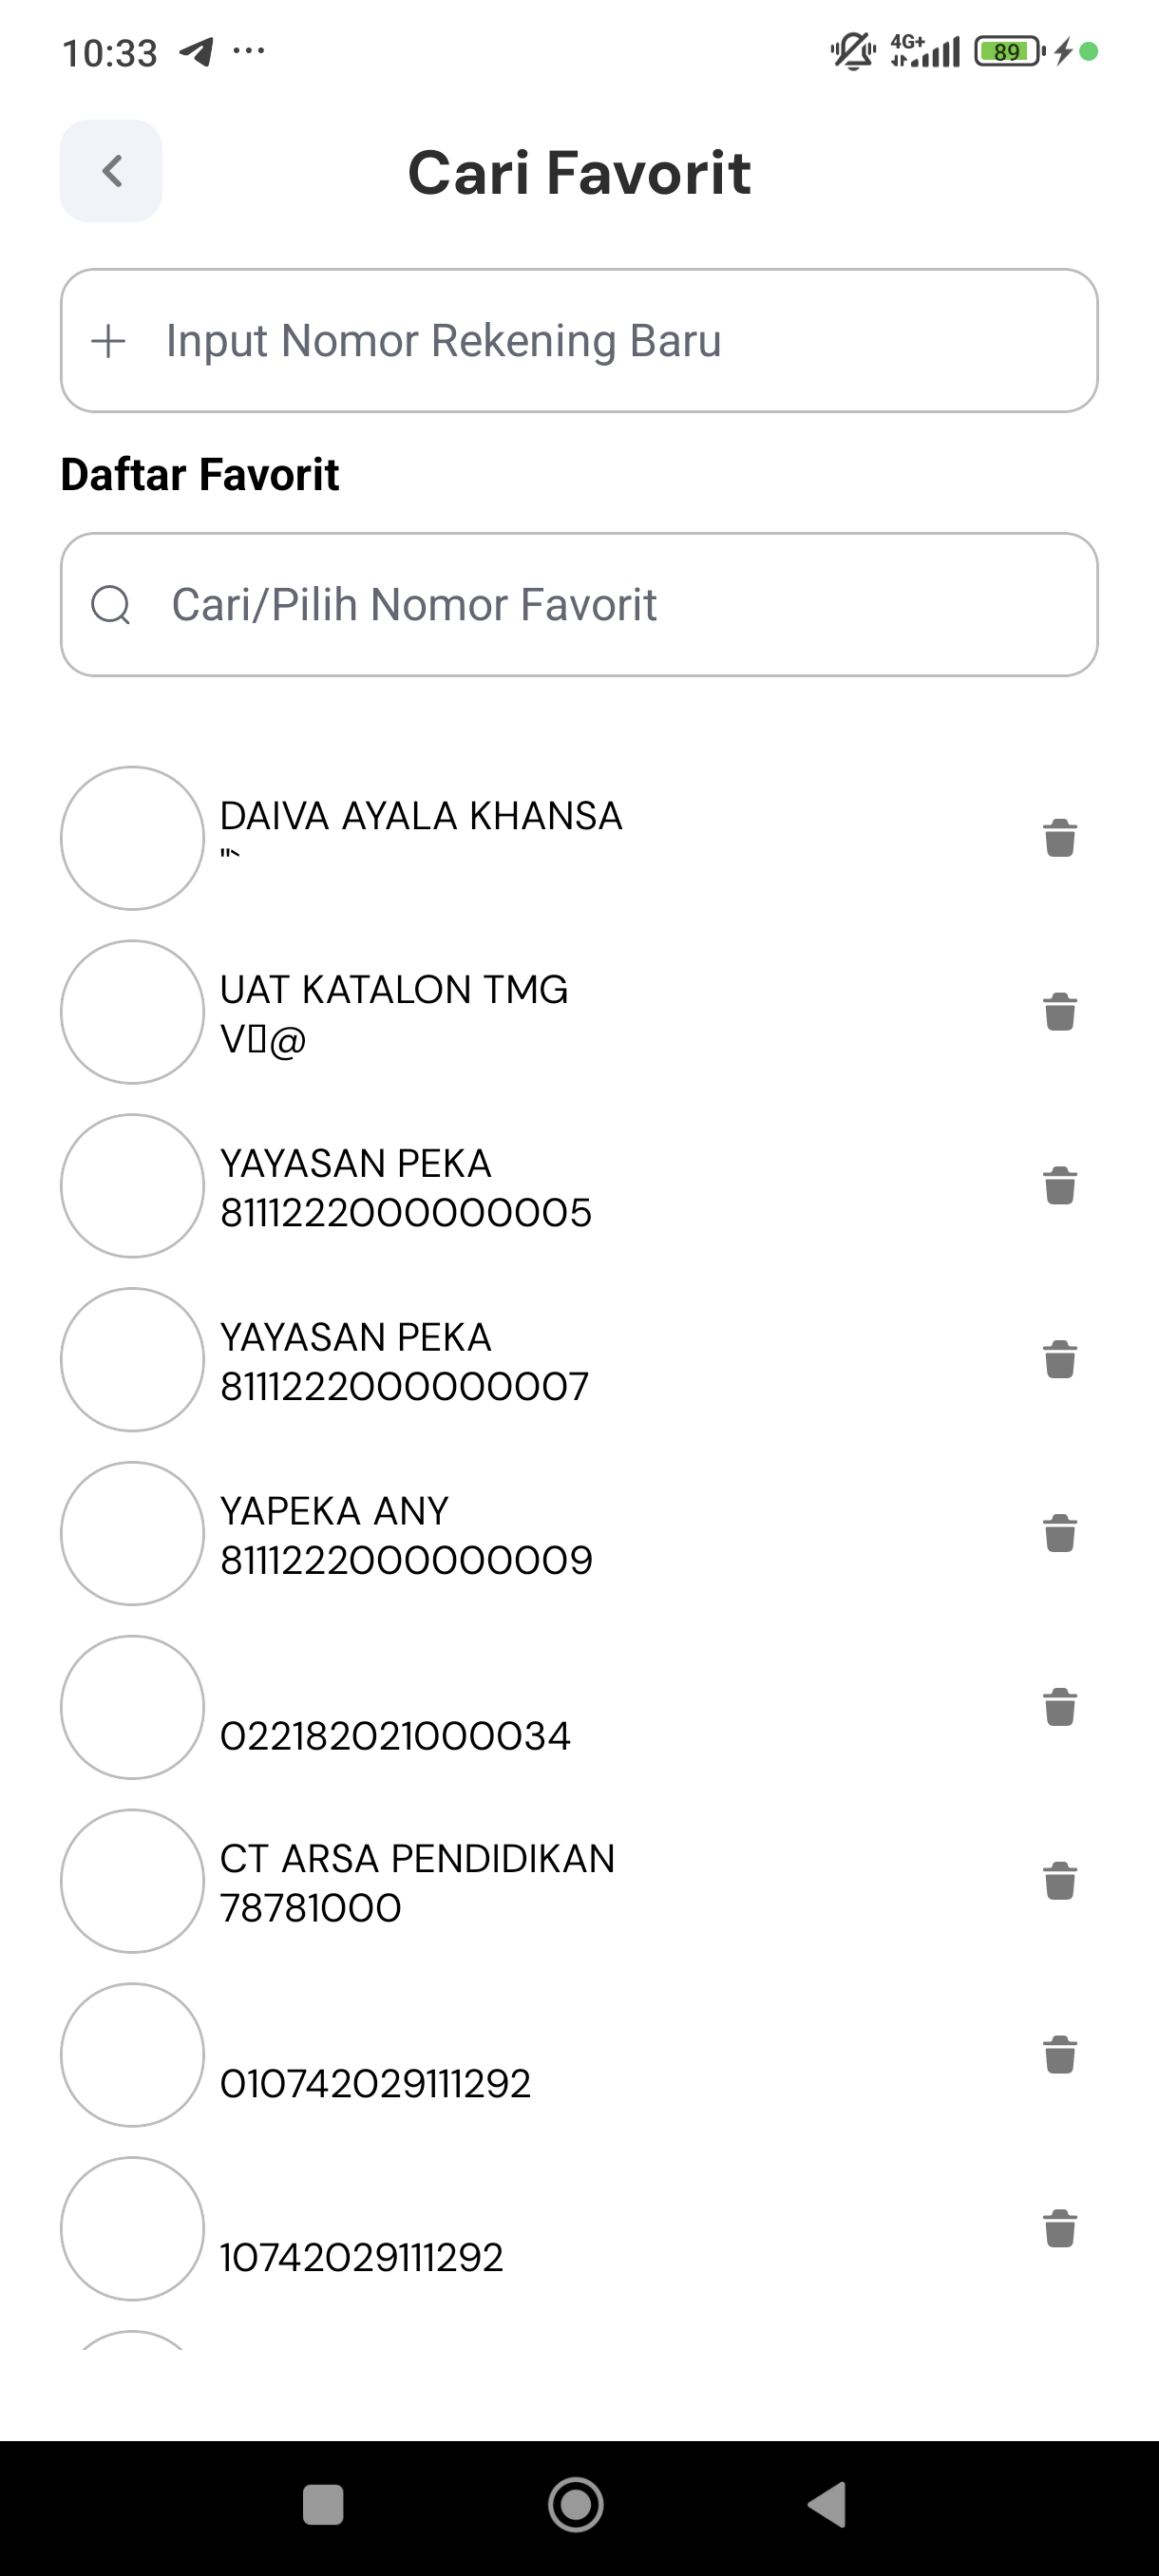 10:33
4G+
89
Cari Favorit
Input Nomor Rekening Baru
Daftar Favorit
Cari/Pilih Nomor Favorit
DAIVA AYALA KHANSA
"`
UAT KATALON TMG
V▯@
YAYASAN PEKA
8111222000000005
YAYASAN PEKA
8111222000000007
YAPEKA ANY
8111222000000009
022182021000034
CT ARSA PENDIDIKAN
78781000
010742029111292
10742029111292